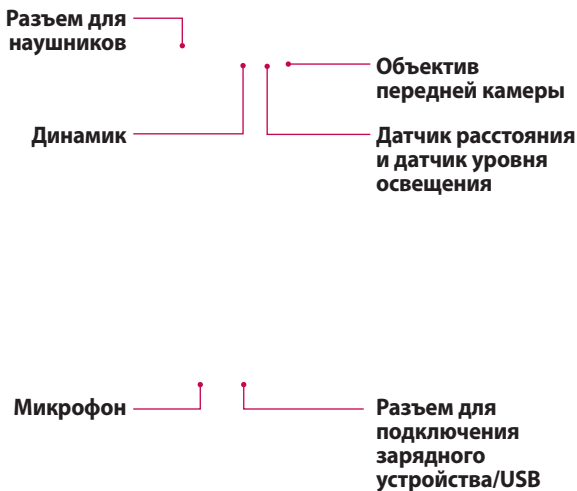 Разъем для
наушников
Объектив
передней камеры
Динамик
Датчик расстояния
и датчик уровня
освещения
Микрофон
Разъем для
подключения
зарядного
устройства/USB